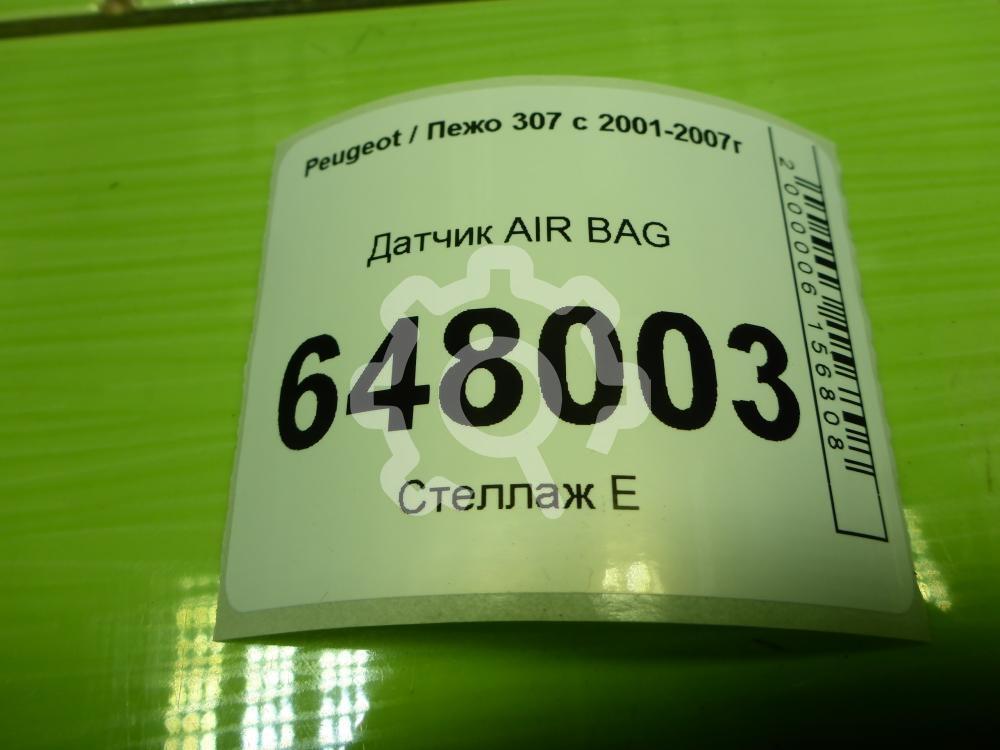 Peugeot / Пежо 307 с 2001-2007г
Датчик AIR BAG
648003
Стеллаж Е
2000006156808